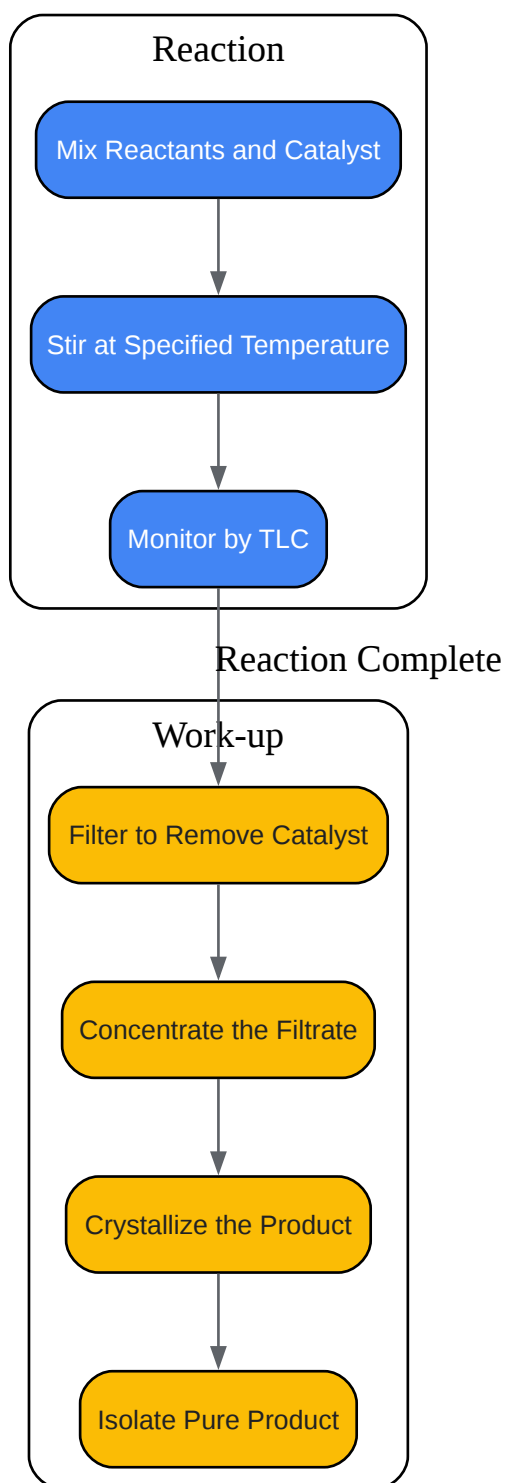 Reaction
Mix Reactants and Catalyst
Stir at Specified Temperature
Monitor by TLC
Reaction Complete
Work-up
Filter to Remove Catalyst
Concentrate the Filtrate
Crystallize the Product
Isolate Pure Product